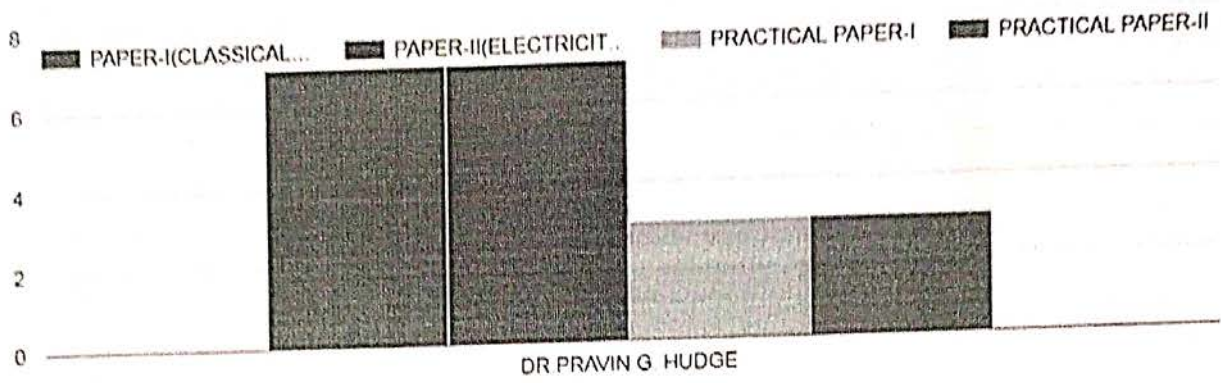 8
PAPER-I(CLASSICAL... PAPER-II(ELECTRICIT.. PRACTICAL PAPER-I PRACTICAL PAPER-II
6
4
2
0
DR PRAVIN G. HUDGE